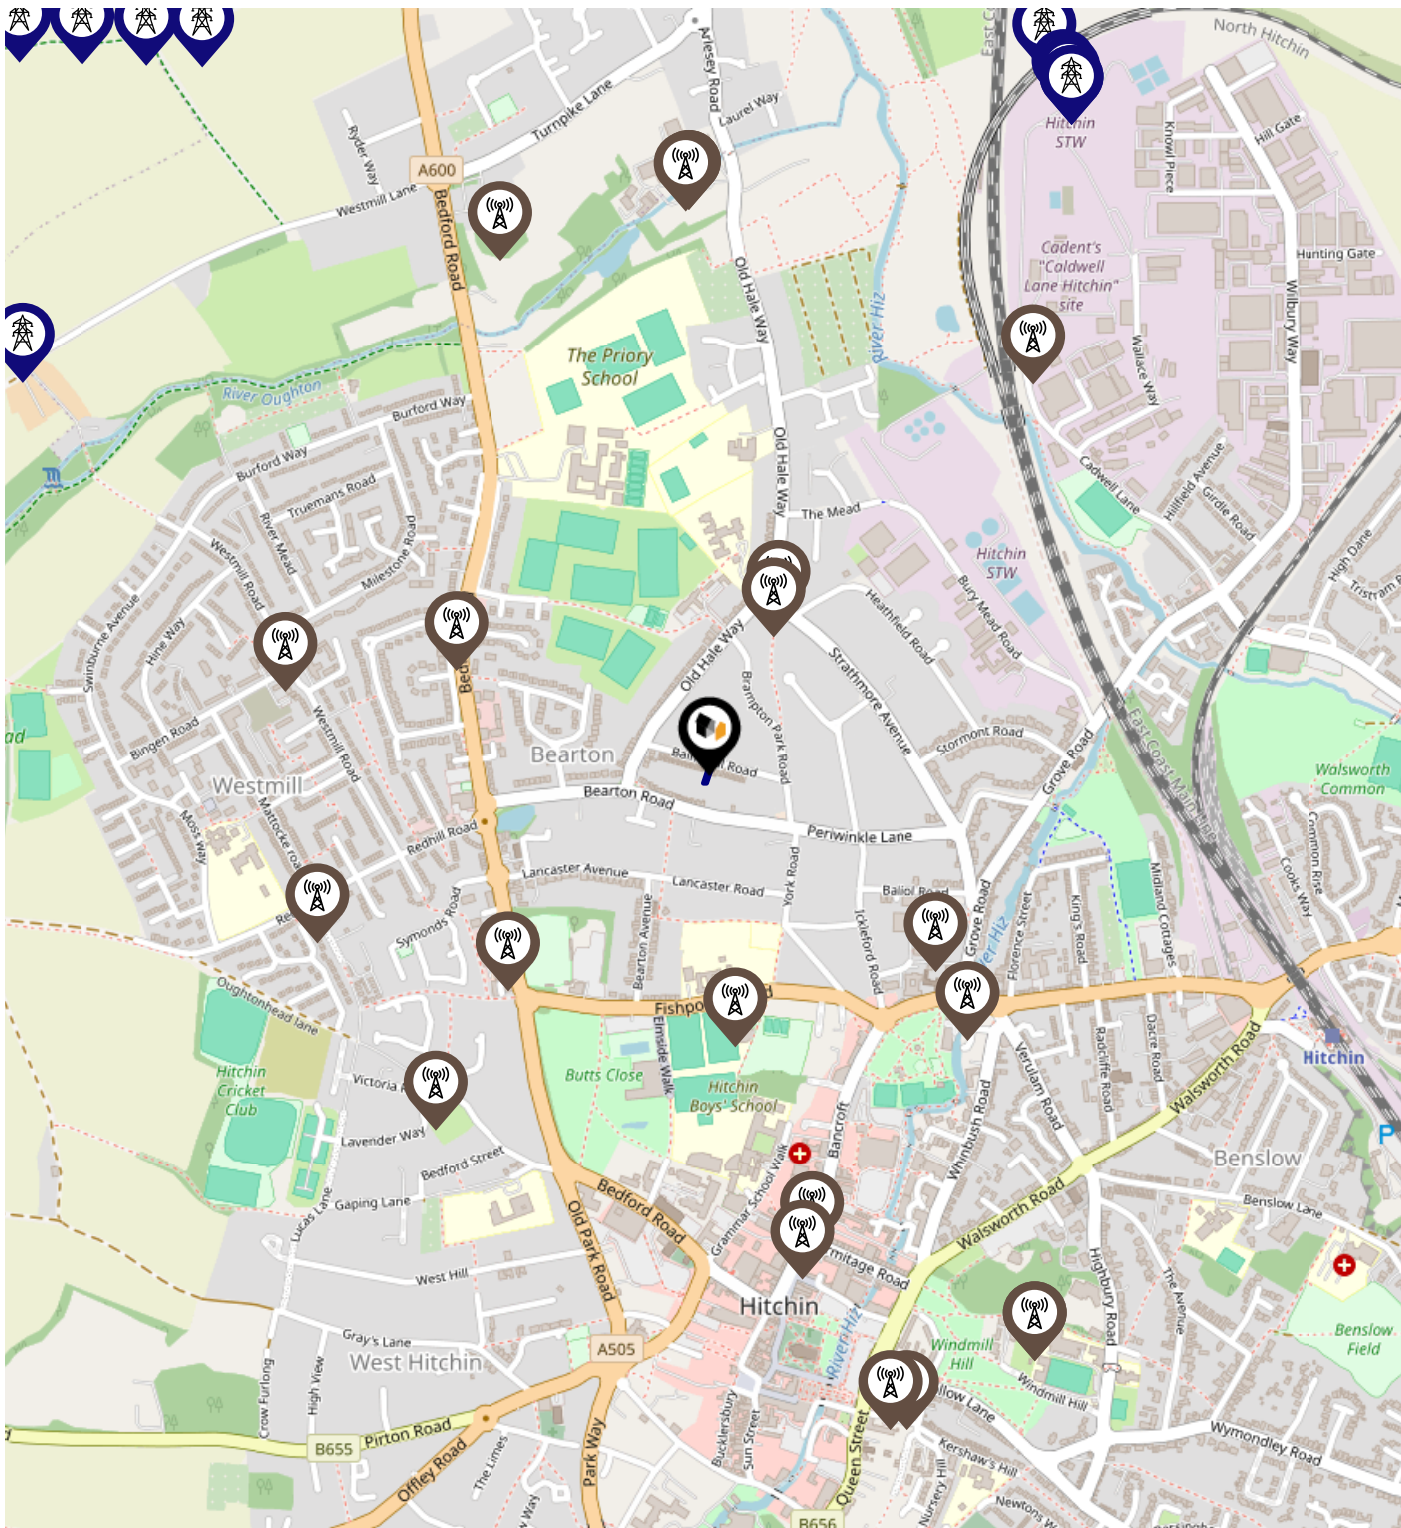 North Hitchin
East Co
Arlesey Road
Laurel Way
Turnpike Lane
Ryder Way
A600
Westmill Lane
Bedford Road
Hitchin
STW
Knowl Piece
Hill Gate
Hunting Gate
Cadent's
"Caldwell
Lane Hitchin"
site
Wilbury Way
Wallace Way
Old Hale Way
River Hiz
The Priory
School
River Oughton
Burford Way
Burford Way
Truemans Road
River Mead
Westmill Road
Milestone Road
Old Hale Way
The Mead
Cadwell Lane
Hillfield Avenue
Girdle Road
Hitchin
STW
High Dane
Tristram R
Bury Mead Road
Heathfield Road
Swinburne Avenue
Hine Way
Old Hale Way
Strathmore Avenue
Brampton Park Road
Bingen Road
Westmill Road
Stormont Road
Grove Road
East Coast Main Line
Bearton
Westmill
Bearton Road
Periwinkle Lane
Walsworth
Common
Moss Way
Mattocke road
Redhill Road
Lancaster Avenue
Lancaster Road
York Road
Common Rise
Cooks Way
Midland Cottages
Symonds Road
Bearton Avenue
Ickleford Road
Grove Road
Florence Street
King's Road
Oughtonhead lane
Elmside Walk
Radcliffe Road
Dacre Road
Verulam Road
Walsworth Road
Hitchin
Hitchin
Cricket
Club
Butts Close
Hitchin
Boys' School
Lavender Way
Bedford Street
Bancroft
Whinbush Road
P
Benslow
Gaping Lane
Lucas Lane
Grammar School Walk
Bedford Road
Old Park Road
Walsworth Road
Benslow Lane
West Hill
Highbury Road
The Avenue
Hitchin
River Hiz
Windmill
Hill
Benslow
Field
Gray's Lane
A505
West Hitchin
High View
Crow Furlong
Windmill Hill
Bucklersbury
Sun Street
Queen Street
Wymondley Road
B655
Pirton Road
Offley Road
The Limes
Park Way
Kershaw's Hill
Nursery Hill
Newtons W
B656